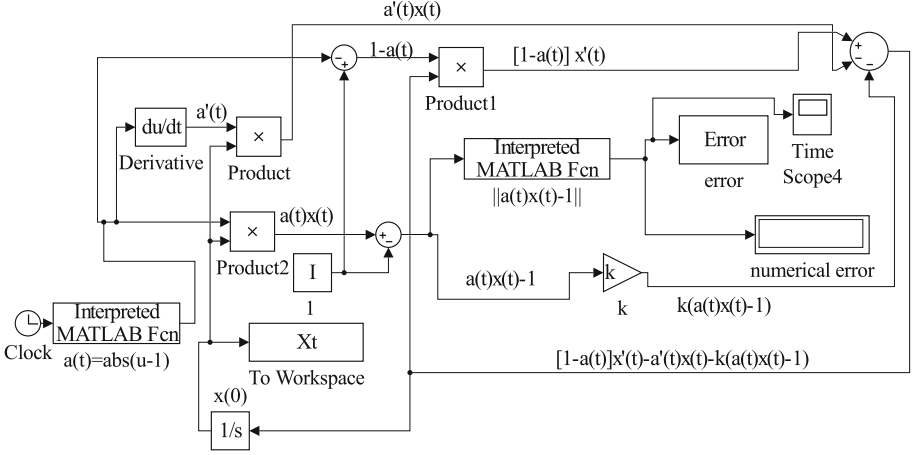 a'(t)x(t)
1-a(t)
[1-a(t)] x'(t)
×
Product1
a'(t)
du/dt
Derivative
×
Product
Interpreted
MATLAB Fcn
||a(t)x(t)-1||
Error
error
Time
Scope4
a(t)x(t)
×
Product2
I
1
numerical error
a(t)x(t)-1
k
k
k(a(t)x(t)-1)
Clock
Interpreted
MATLAB Fcn
a(t)=abs(u-1)
Xt
To Workspace
[1-a(t)]x'(t)-a'(t)x(t)-k(a(t)x(t)-1)
x(0)
1/s